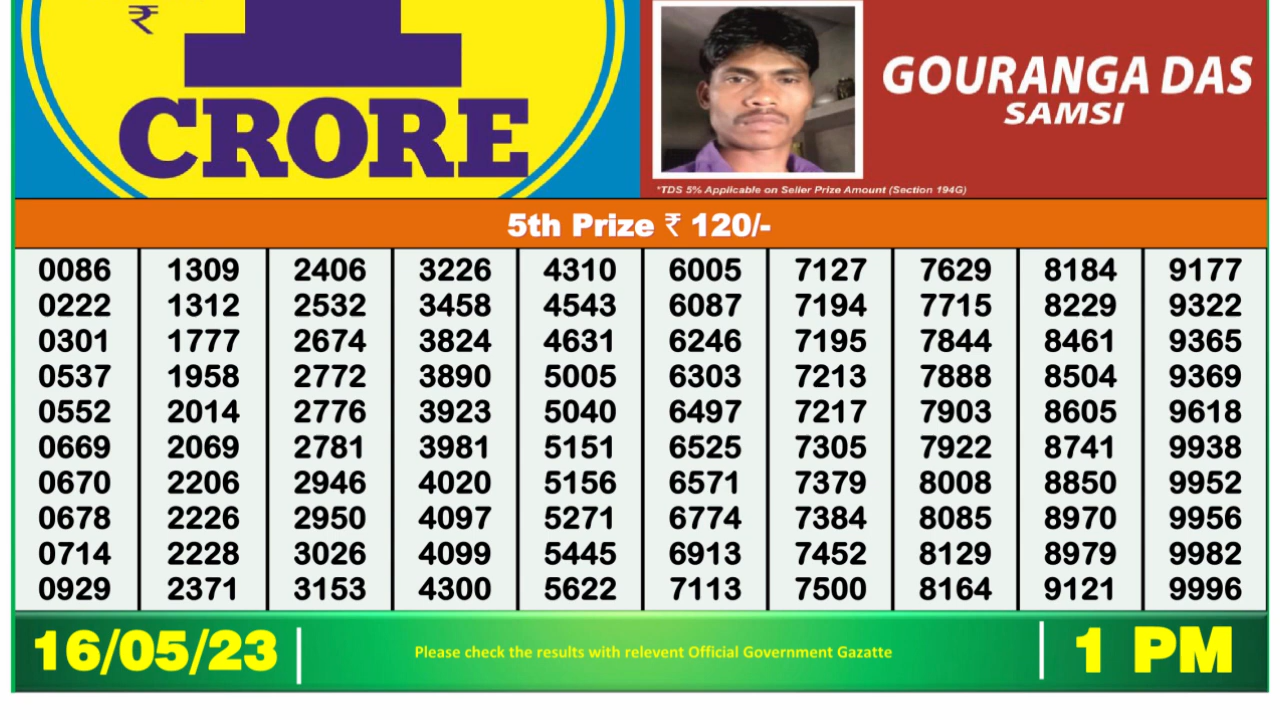 ₹
CRORE
GOURANGA DAS
SAMSI
*TDS 5% Applicable on Seller Prize Amount (Section 194G)
5th Prize ₹ 120/-
0086 1309 2406 3226 4310 6005 7127 7629 8184 9177
0222 1312 2532 3458 4543 6087 7194 7715 8229 9322
0301 1777 2674 3824 4631 6246 7195 7844 8461 9365
0537 1958 2772 3890 5005 6303 7213 7888 8504 9369
0552 2014 2776 3923 5040 6497 7217 7903 8605 9618
0669 2069 2781 3981 5151 6525 7305 7922 8741 9938
0670 2206 2946 4020 5156 6571 7379 8008 8850 9952
0678 2226 2950 4097 5271 6774 7384 8085 8970 9956
0714 2228 3026 4099 5445 6913 7452 8129 8979 9982
0929 2371 3153 4300 5622 7113 7500 8164 9121 9996
16/05/23
Please check the results with relevent Official Government Gazatte
1 PM